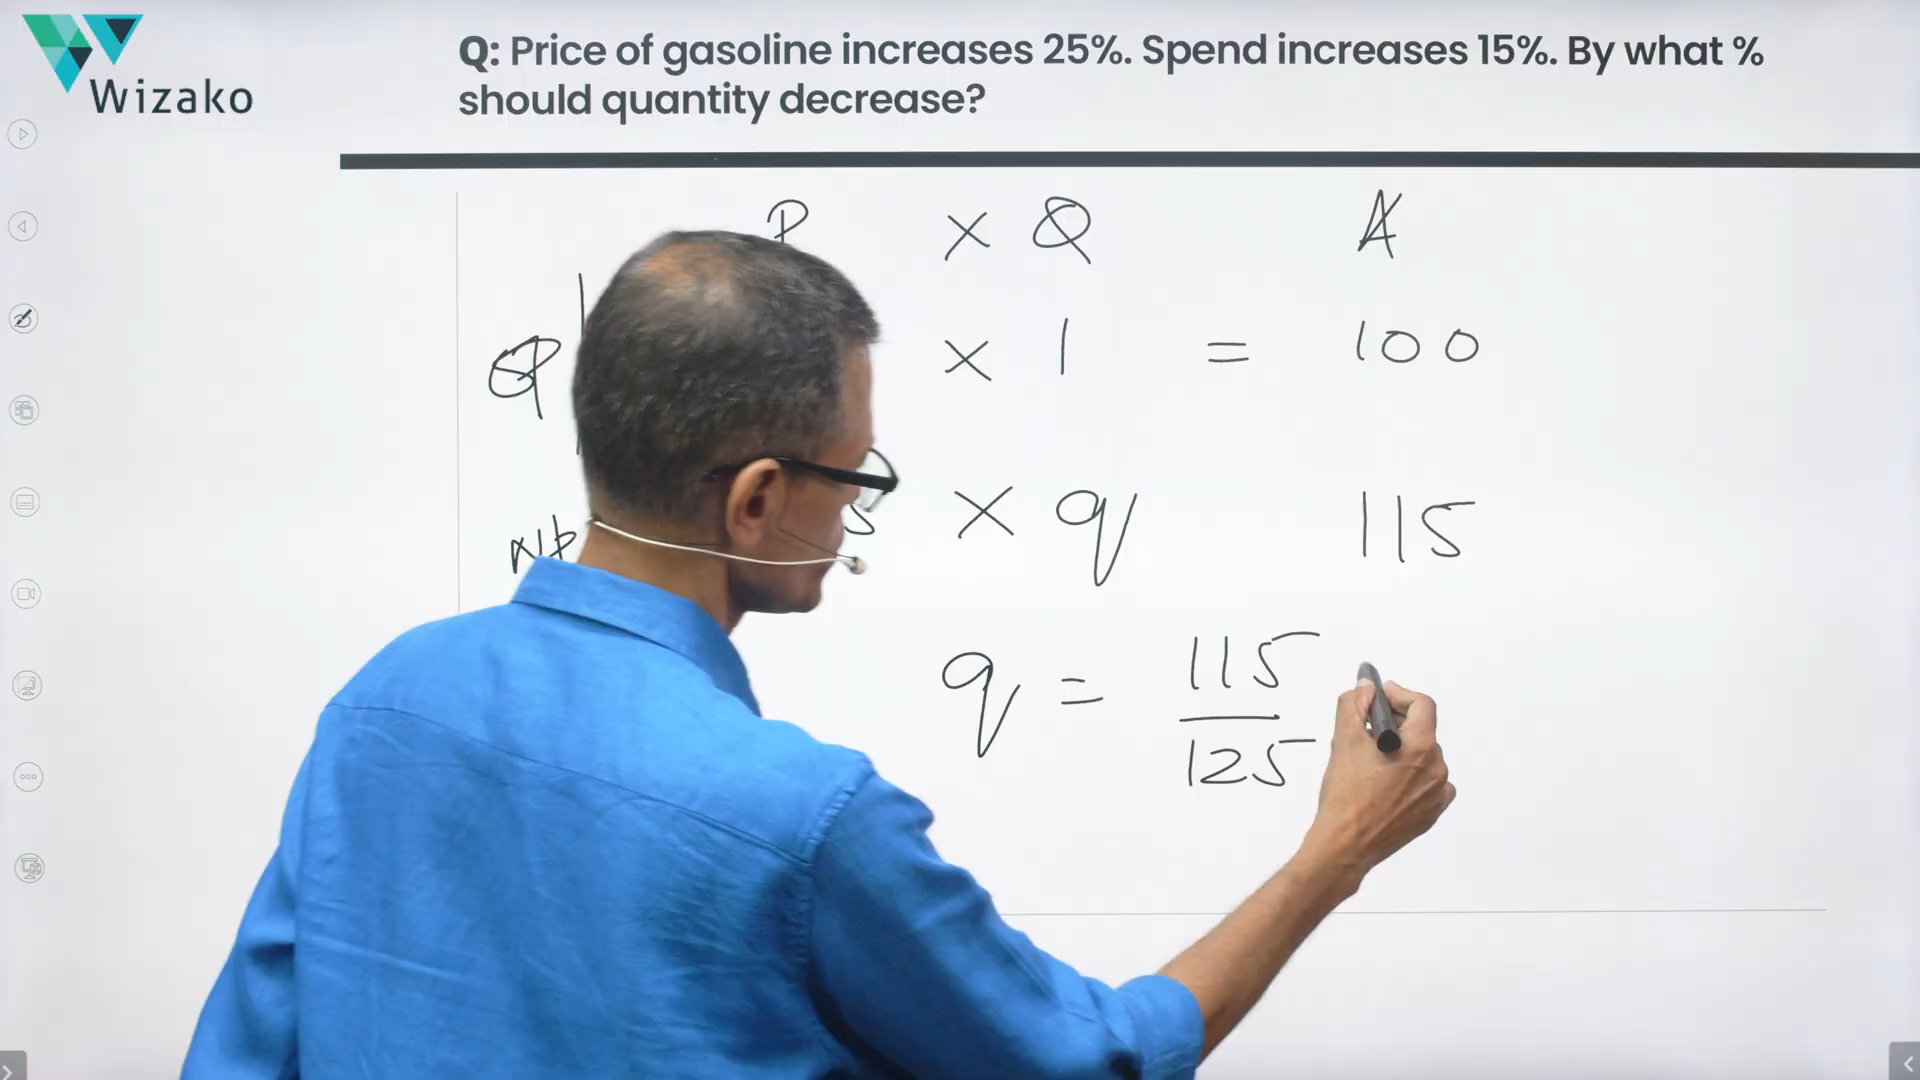 Wizako
Q: Price of gasoline increases 25%. Spend increases 15%. By what %
should quantity decrease?
P × Q A
× 1 = 100
× q 115
q = 115
125